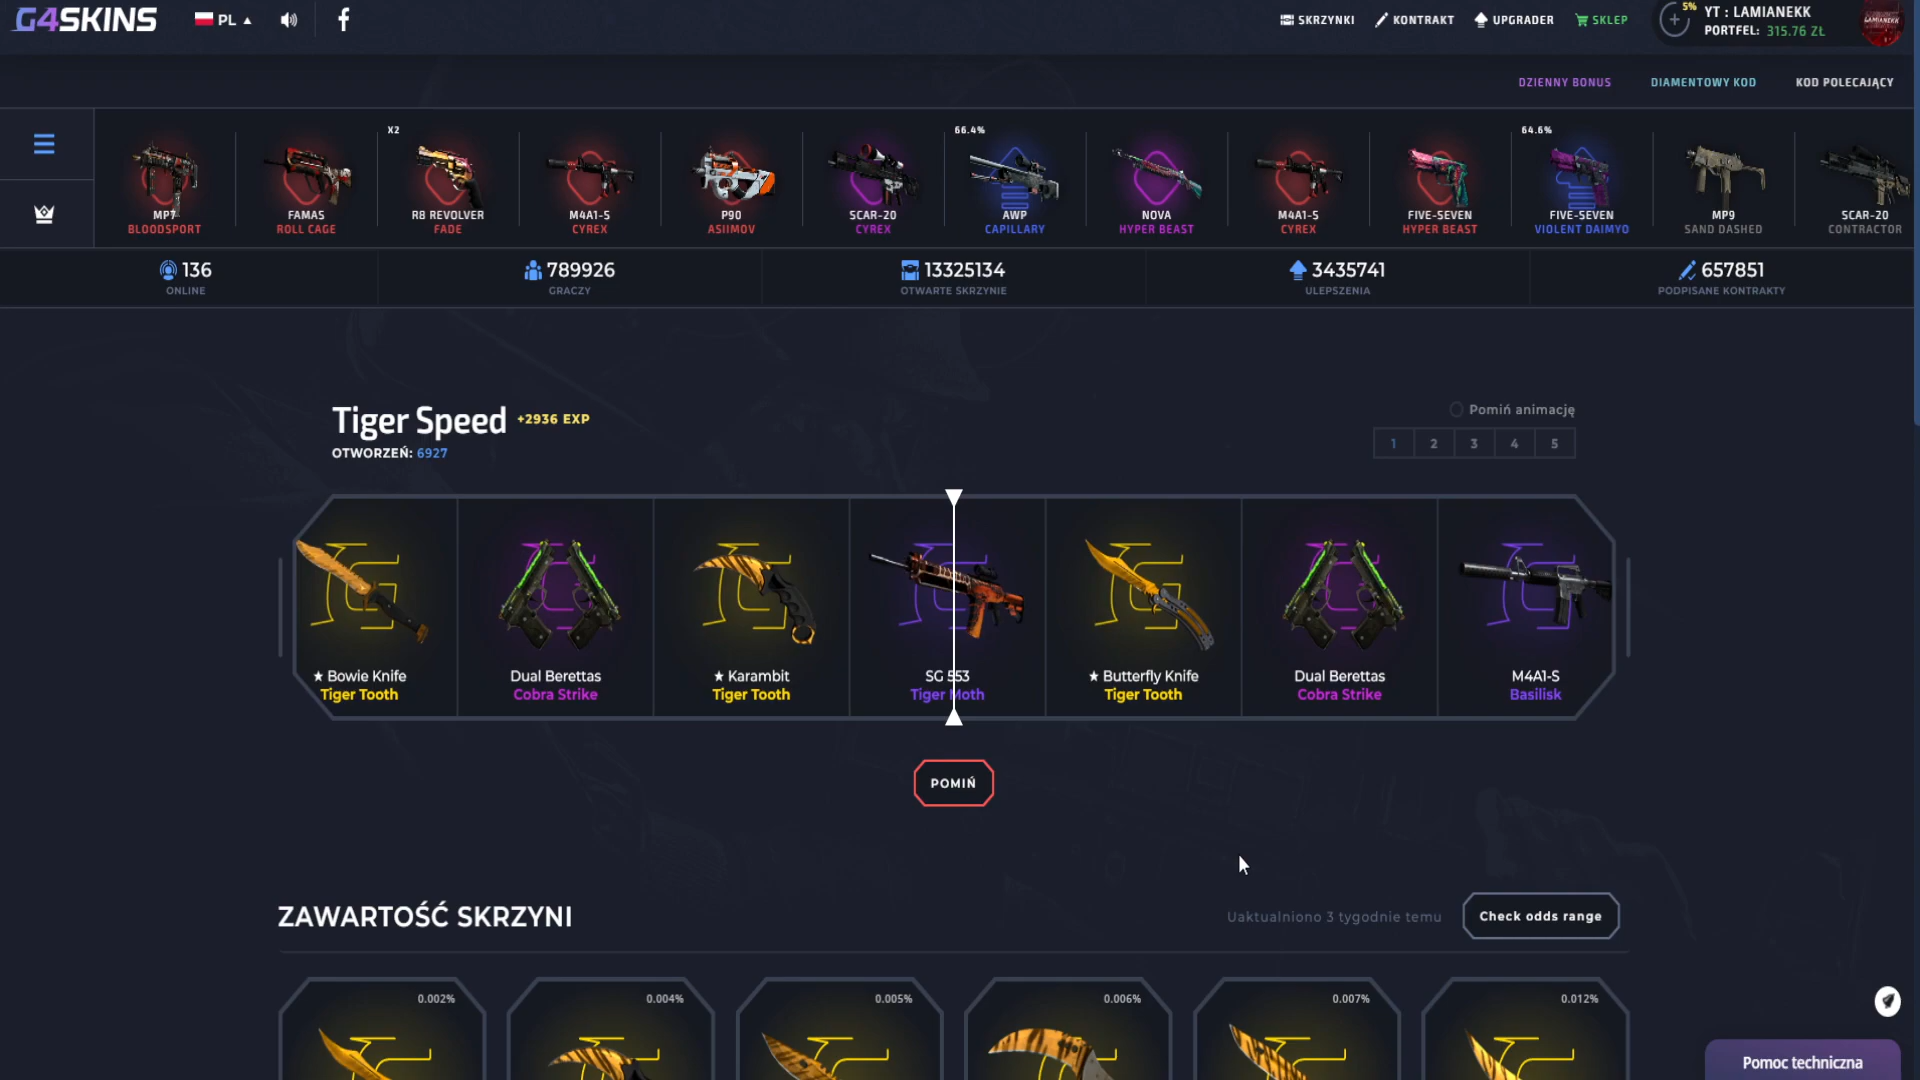 G4SKINS
PL
SKRZYNKI
KONTRAKT
UPGRADER
SKLEP
5%
YT : LAMIANEKK
PORTFEL: 315.76 ZŁ
LAMIANEKK
DZIENNY BONUS
DIAMENTOWY KOD
KOD POLECAJĄCY
MP7
BLOODSPORT
FAMAS
ROLL CAGE
X2
R8 REVOLVER
FADE
M4A1-S
CYREX
P90
ASIIMOV
SCAR-20
CYREX
66.4%
AWP
CAPILLARY
NOVA
HYPER BEAST
M4A1-S
CYREX
FIVE-SEVEN
HYPER BEAST
64.6%
FIVE-SEVEN
VIOLENT DAIMYO
MP9
SAND DASHED
SCAR-20
CONTRACTOR
136
ONLINE
789926
GRACZY
13325134
OTWARTE SKRZYNIE
3435741
ULEPSZENIA
657851
PODPISANE KONTRAKTY
Tiger Speed +2936 EXP
OTWORZEŃ: 6927
Pomiń animację
1 2 3 4 5
★ Bowie Knife
Tiger Tooth
Dual Berettas
Cobra Strike
★ Karambit
Tiger Tooth
SG 553
Tiger Moth
★ Butterfly Knife
Tiger Tooth
Dual Berettas
Cobra Strike
M4A1-S
Basilisk
POMIŃ
ZAWARTOŚĆ SKRZYNI
Uaktualniono 3 tygodnie temu
Check odds range
0.002%
0.004%
0.005%
0.006%
0.007%
0.012%
Pomoc techniczna